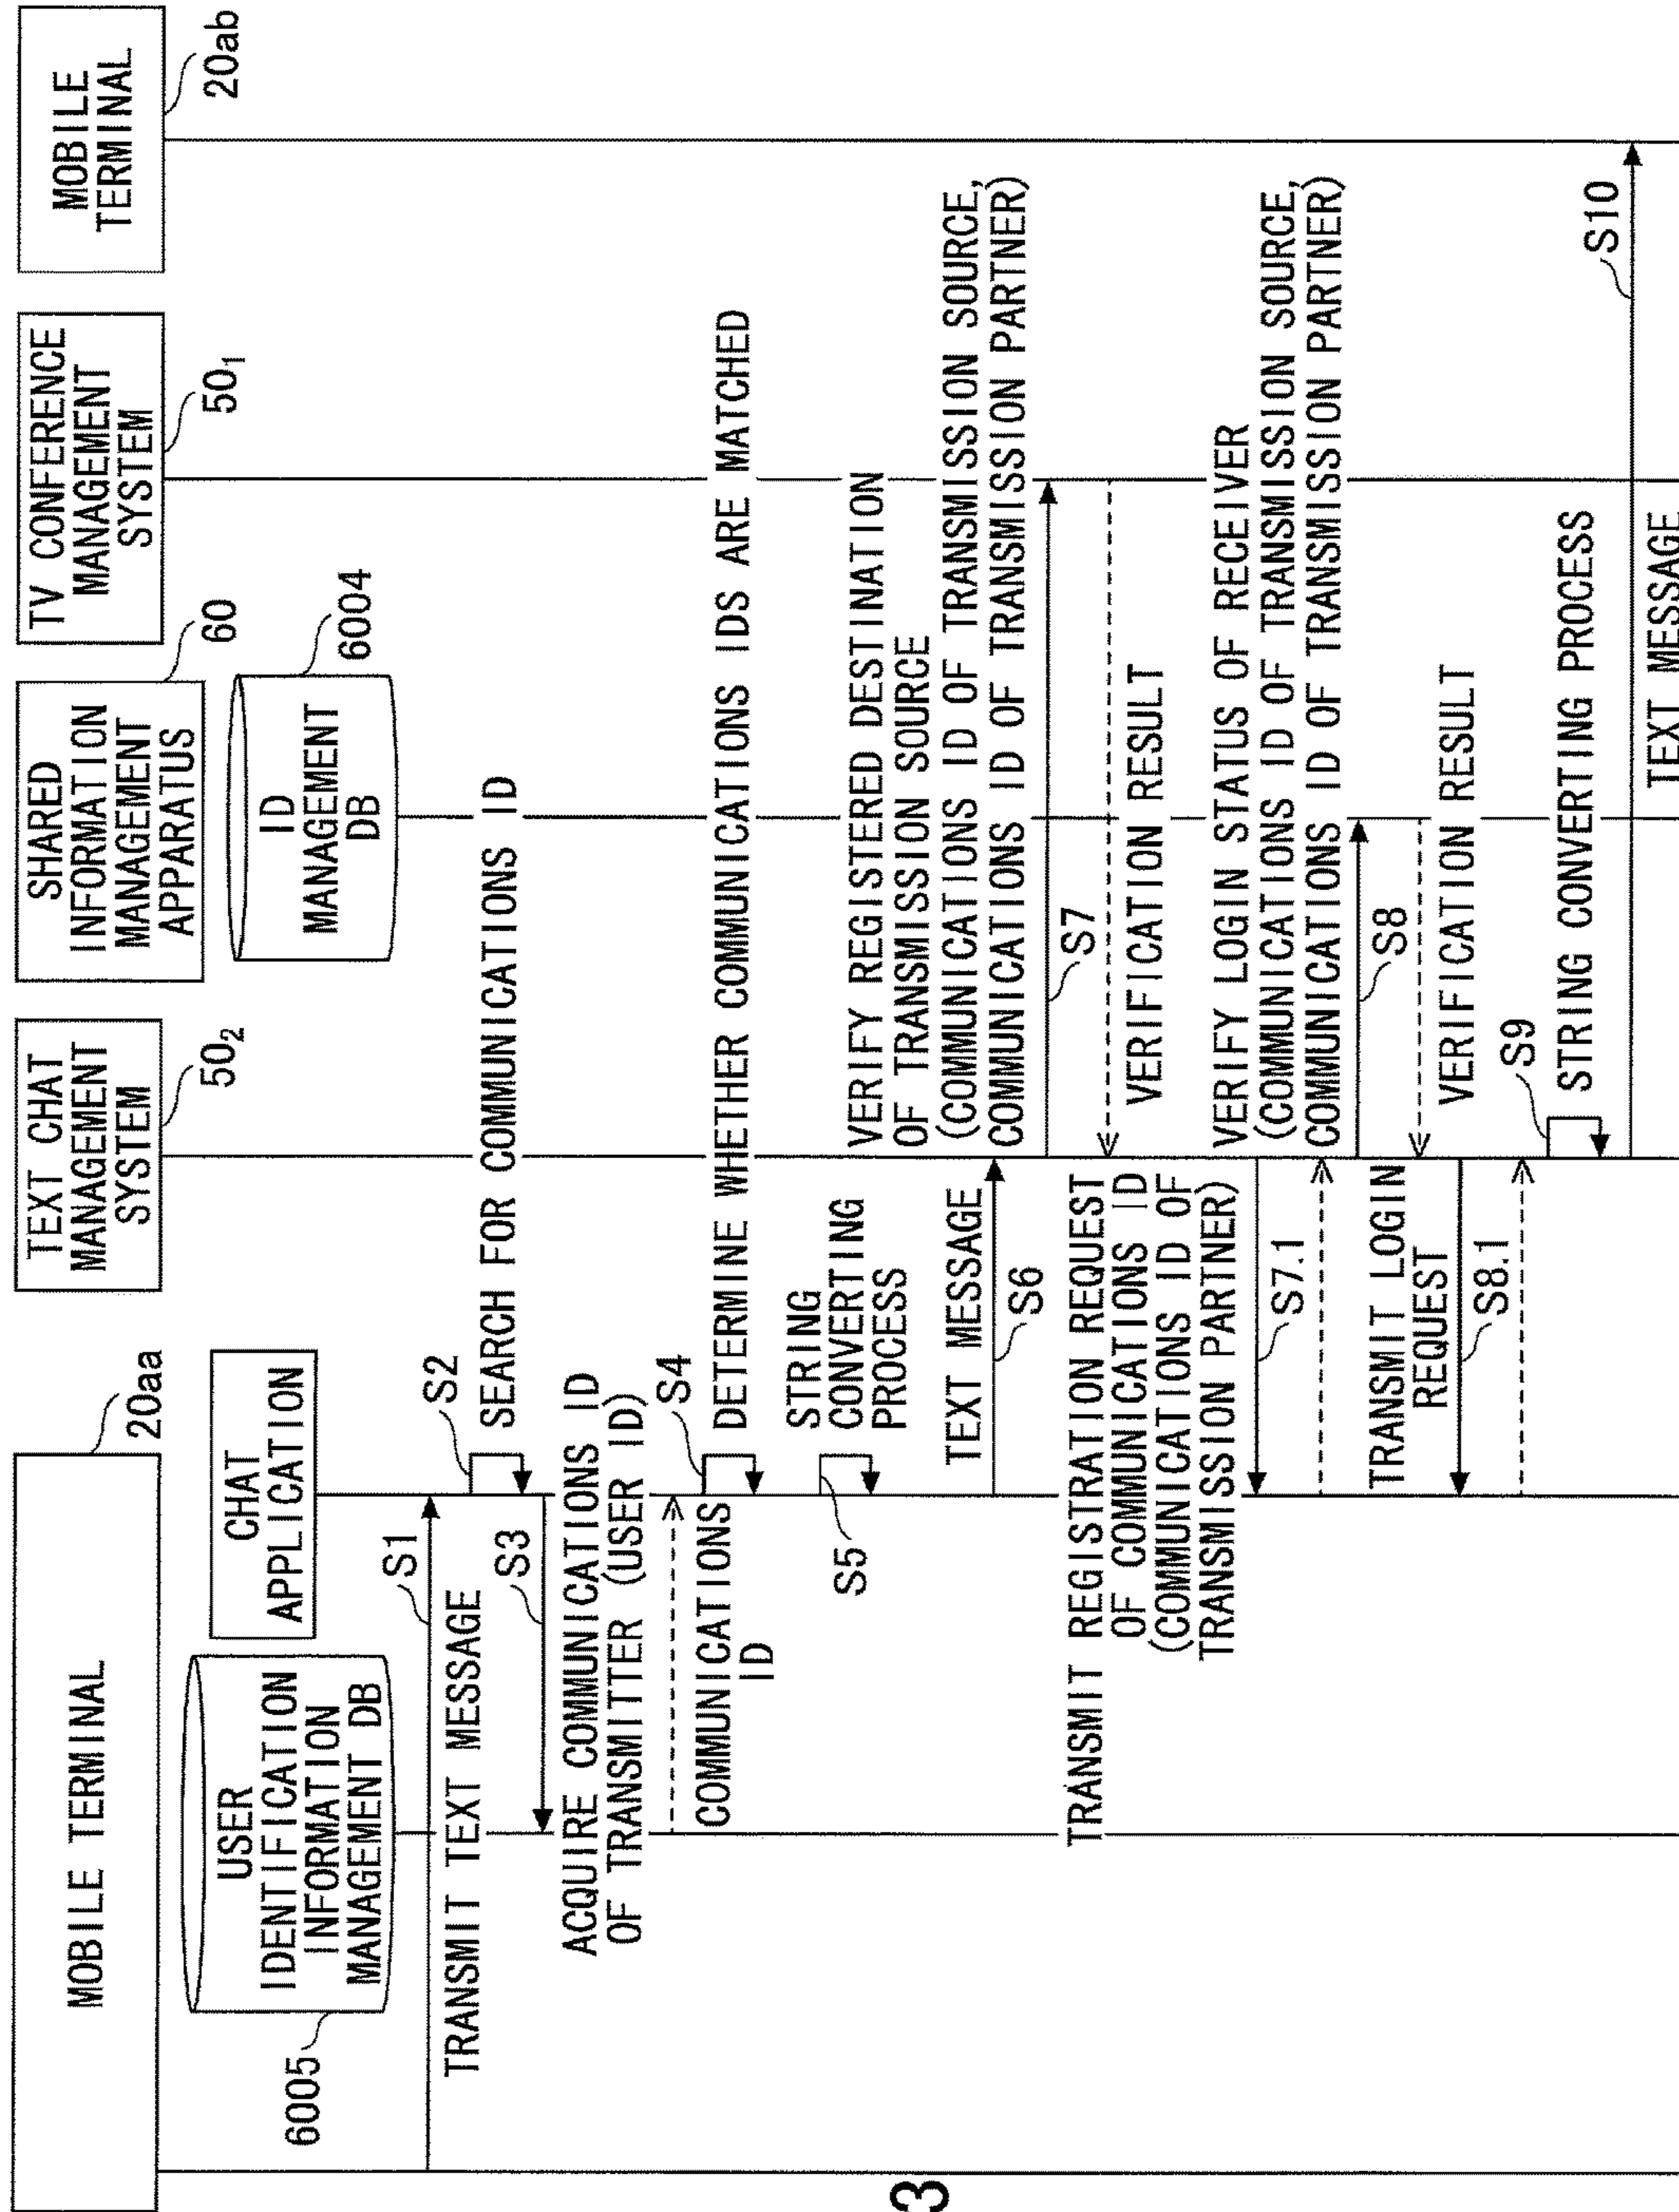 MOBILE TERMINAL
20aa
TEXT CHAT
MANAGEMENT
SYSTEM
50₂
SHARED
INFORMATION
MANAGEMENT
APPARATUS
60
TV CONFERENCE
MANAGEMENT
SYSTEM
50₁
MOBILE
TERMINAL
20ab
6005
USER
IDENTIFICATION
INFORMATION
MANAGEMENT DB
CHAT
APPLICATION
ID
MANAGEMENT
DB
6004
S1
TRANSMIT TEXT MESSAGE
S2
SEARCH FOR COMMUNICATIONS ID
S3
ACQUIRE COMMUNICATIONS ID
OF TRANSMITTER (USER ID)
COMMUNICATIONS
ID
S4
DETERMINE WHETHER COMMUNICATIONS IDS ARE MATCHED
S5
STRING
CONVERTING
PROCESS
TEXT MESSAGE
S6
VERIFY REGISTERED DESTINATION
OF TRANSMISSION SOURCE
(COMMUNICATIONS ID OF TRANSMISSION SOURCE,
COMMUNICATIONS ID OF TRANSMISSION PARTNER)
S7
VERIFICATION RESULT
TRANSMIT REGISTRATION REQUEST
OF COMMUNICATIONS ID
(COMMUNICATIONS ID OF
TRANSMISSION PARTNER)
S7.1
VERIFY LOGIN STATUS OF RECEIVER
(COMMUNICATIONS ID OF TRANSMISSION SOURCE,
COMMUNICATIONS ID OF TRANSMISSION PARTNER)
S8
VERIFICATION RESULT
TRANSMIT LOGIN
REQUEST
S8.1
S9
STRING CONVERTING PROCESS
S10
TEXT MESSAGE
3